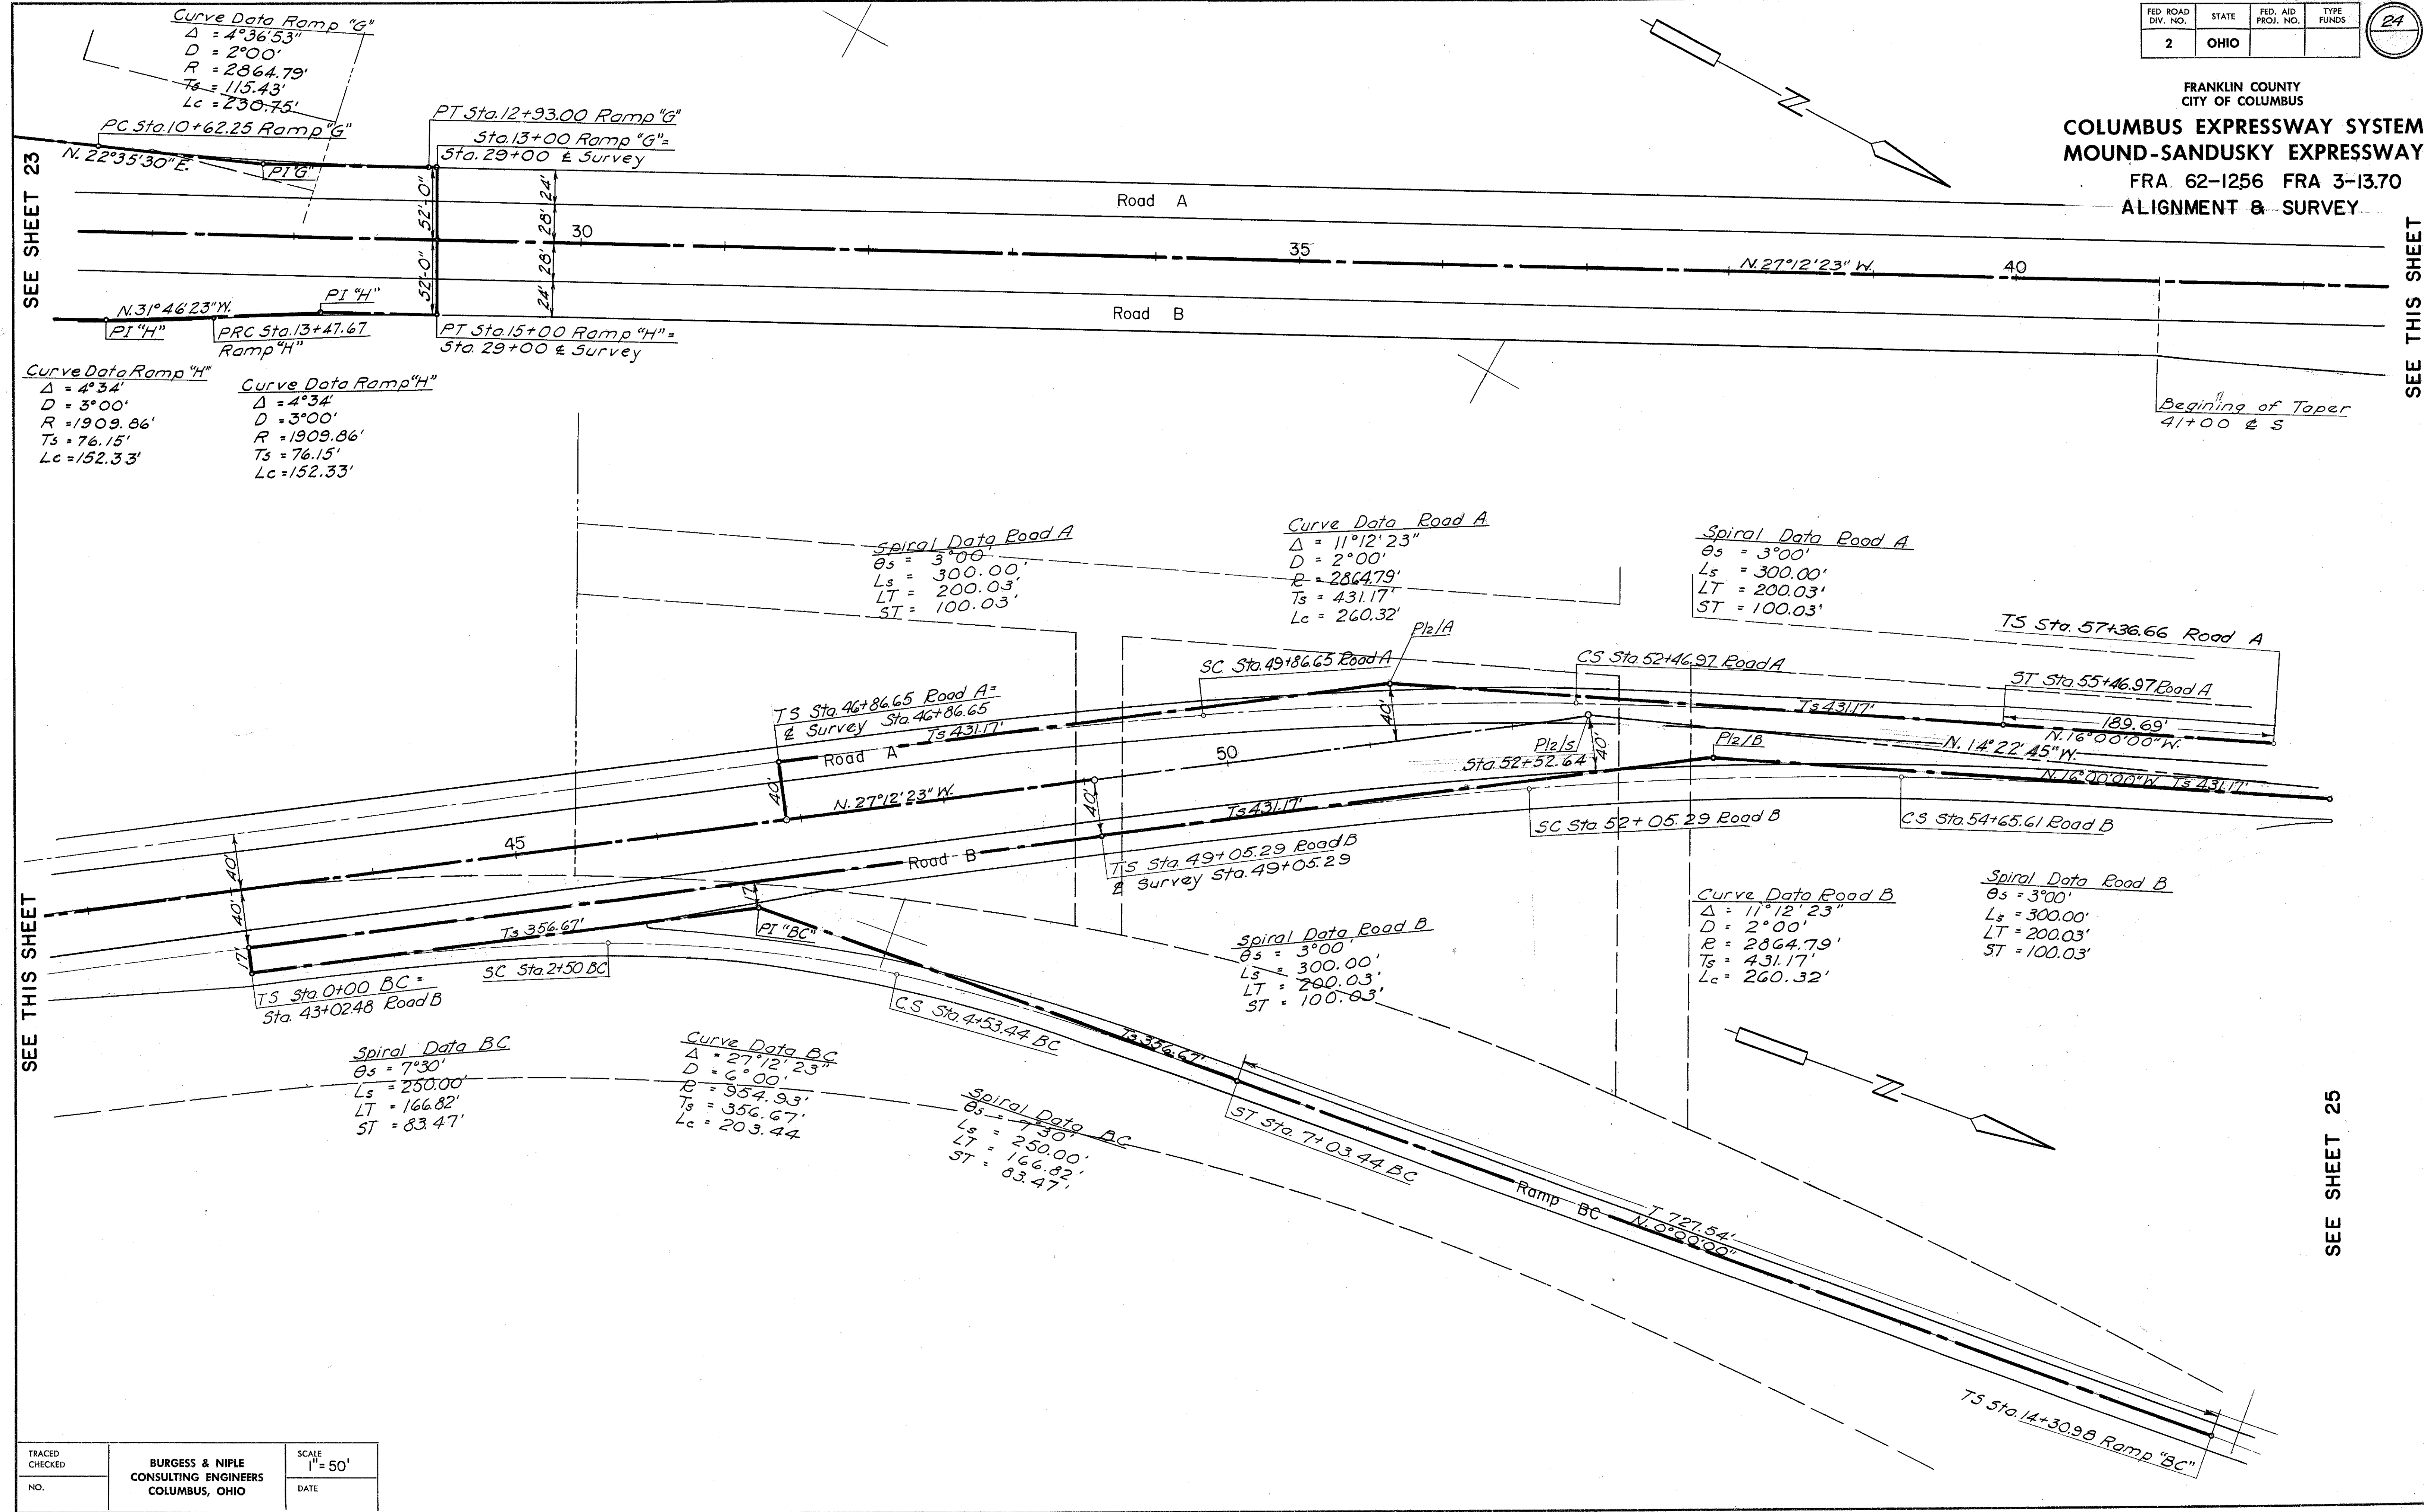 FED ROAD DIV. NO.
STATE
FED. AID PROJ. NO.
TYPE FUNDS
2
OHIO
24
FRANKLIN COUNTY
CITY OF COLUMBUS
COLUMBUS EXPRESSWAY SYSTEM
MOUND-SANDUSKY EXPRESSWAY
FRA. 62-1256 FRA 3-13.70
ALIGNMENT & SURVEY
Curve Data Ramp "G"
Δ = 4°36'53"
D = 2°00'
R = 2864.79'
Ts = 115.43'
Lc = 230.75'
PC Sta. 10+62.25 Ramp "G"
N. 22°35'30" E.
PI "G"
PT Sta. 12+93.00 Ramp "G"
Sta. 13+00 Ramp "G" =
Sta. 29+00 ℄ Survey
SEE SHEET 23
52'-0"
52'-0"
24'
28'
28'
24'
30
35
40
Road A
N. 27°12'23" W.
Road B
SEE THIS SHEET
N. 31°46'23" W.
PI "H"
PI "H"
PRC Sta. 13+47.67
Ramp "H"
PT Sta. 15+00 Ramp "H" =
Sta. 29+00 ℄ Survey
Curve Data Ramp "H"
Δ = 4°34'
D = 3°00'
R = 1909.86'
Ts = 76.15'
Lc = 152.33'
Curve Data Ramp "H"
Δ = 4°34'
D = 3°00'
R = 1909.86'
Ts = 76.15'
Lc = 152.33'
Begining of Taper
n
41+00 ℄ S
Spiral Data Road A
θs = 3°00'
Ls = 300.00'
LT = 200.03'
ST = 100.03'
Curve Data Road A
Δ = 11°12'23"
D = 2°00'
R = 2864.79'
Ts = 431.17'
Lc = 260.32'
Spiral Data Road A
θs = 3°00'
Ls = 300.00'
LT = 200.03'
ST = 100.03'
TS Sta. 57+36.66 Road A
PI2/A
SC Sta. 49+86.65 Road A
CS Sta. 52+46.97 Road A
ST Sta. 55+46.97 Road A
TS Sta. 46+86.65 Road A =
℄ Survey Sta. 46+86.65
Ts 431.17'
Ts 431.17'
189.69'
N. 16°00'00" W.
N. 14°22'45" W.
N. 16°00'00" W. Ts 431.17'
Road A
40'
40'
40'
40'
PI2/S
Sta. 52+52.64
PI2/B
50
45
N. 27°12'23" W.
Ts 431.17'
SC Sta. 52+05.29 Road B
CS Sta. 54+65.61 Road B
Road B
TS Sta. 49+05.29 Road B
℄ Survey Sta. 49+05.29
40'
40'
17'
17'
Ts 356.67'
PI "BC"
SC Sta. 2+50 BC
TS Sta. 0+00 BC =
Sta. 43+02.48 Road B
C.S Sta. 4+53.44 BC
SEE THIS SHEET
Spiral Data Road B
θs = 3°00'
Ls = 300.00'
LT = 200.03'
ST = 100.03'
Curve Data Road B
Δ = 11°12'23"
D = 2°00'
R = 2864.79'
Ts = 431.17'
Lc = 260.32'
Spiral Data Road B
θs = 3°00'
Ls = 300.00'
LT = 200.03'
ST = 100.03'
Spiral Data BC
θs = 7°30'
Ls = 250.00'
LT = 166.82'
ST = 83.47'
Curve Data BC
Δ = 27°12'23"
D = 6°00'
R = 954.93'
Ts = 356.67'
Lc = 203.44
Spiral Data BC
θs = 7°30'
Ls = 250.00'
LT = 166.82'
ST = 83.47'
Ts 356.67'
ST Sta. 7+03.44 BC
Ramp BC
T 727.54'
N. 0°00'00"
TS Sta. 14+30.98 Ramp "BC"
N
N
SEE SHEET 25
TRACED
CHECKED
NO.
BURGESS & NIPLE
CONSULTING ENGINEERS
COLUMBUS, OHIO
SCALE
1" = 50'
DATE